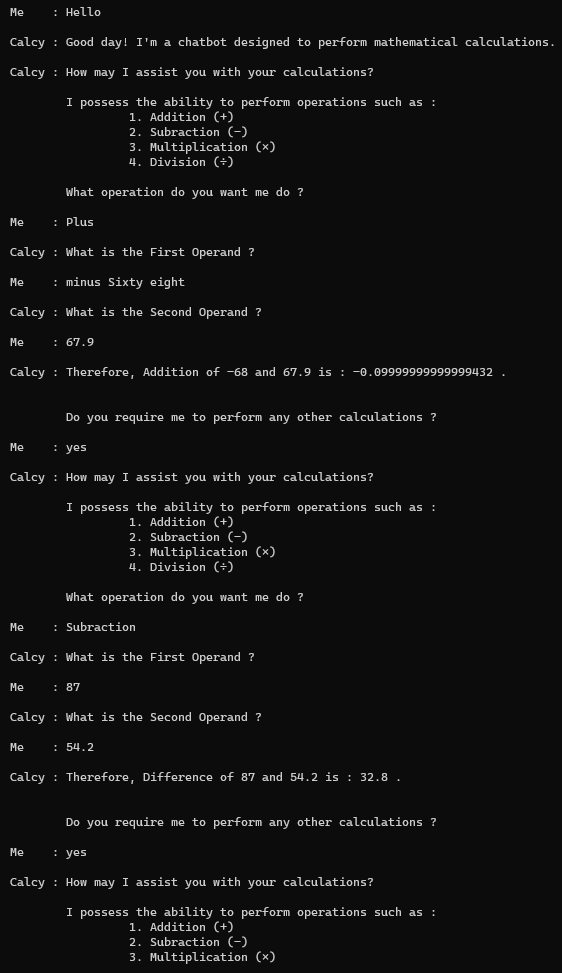 Me    : Hello
Calcy : Good day! I'm a chatbot designed to perform mathematical calculations.
Calcy : How may I assist you with your calculations?
I possess the ability to perform operations such as :
1. Addition (+)
2. Subraction (−)
3. Multiplication (×)
4. Division (÷)
What operation do you want me do ?
Me    : Plus
Calcy : What is the First Operand ?
Me    : minus Sixty eight
Calcy : What is the Second Operand ?
Me    : 67.9
Calcy : Therefore, Addition of −68 and 67.9 is : −0.09999999999999432 .
Do you require me to perform any other calculations ?
Me    : yes
Calcy : How may I assist you with your calculations?
I possess the ability to perform operations such as :
1. Addition (+)
2. Subraction (−)
3. Multiplication (×)
4. Division (÷)
What operation do you want me do ?
Me    : Subraction
Calcy : What is the First Operand ?
Me    : 87
Calcy : What is the Second Operand ?
Me    : 54.2
Calcy : Therefore, Difference of 87 and 54.2 is : 32.8 .
Do you require me to perform any other calculations ?
Me    : yes
Calcy : How may I assist you with your calculations?
I possess the ability to perform operations such as :
1. Addition (+)
2. Subraction (−)
3. Multiplication (×)